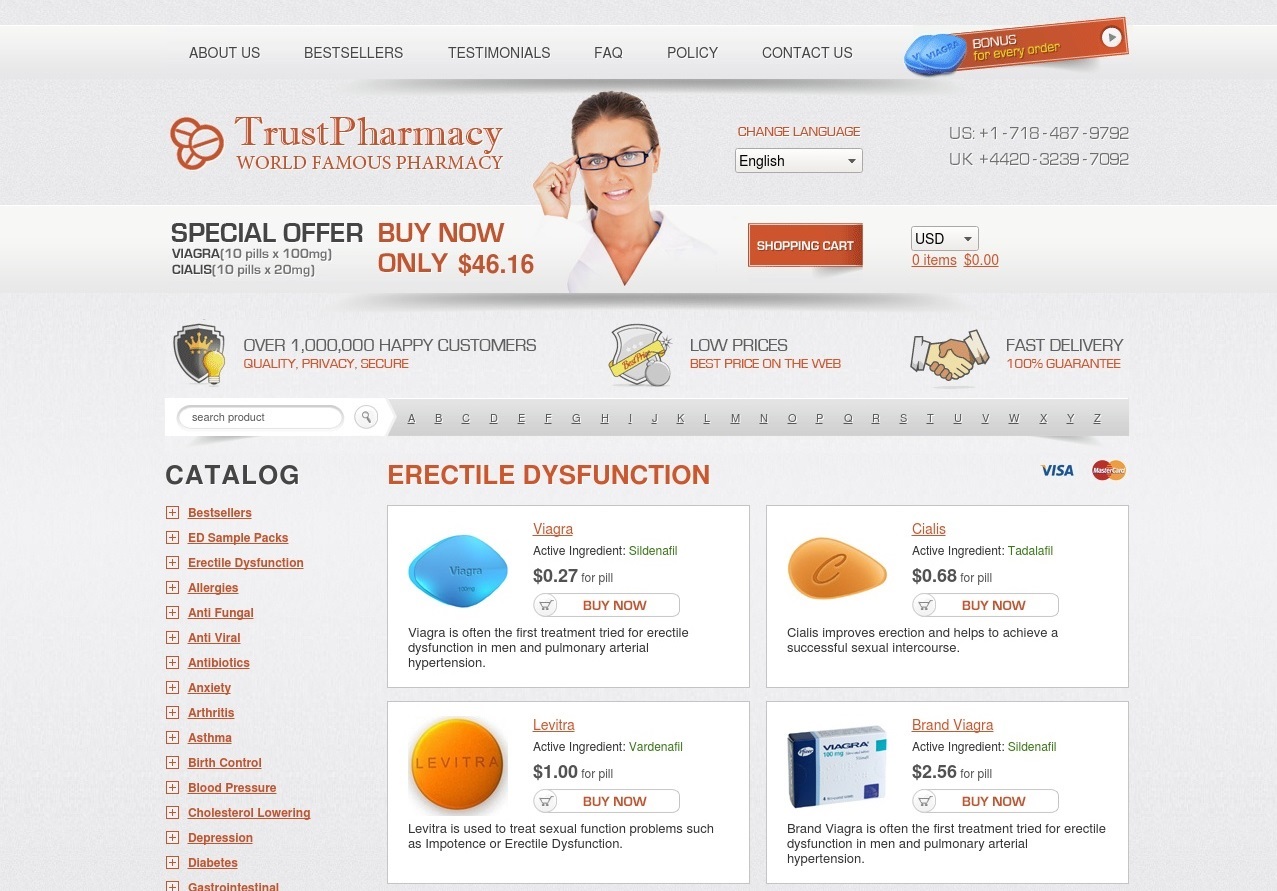 ABOUT US BESTSELLERS TESTIMONIALS FAQ POLICY CONTACT US
VIAGRA
BONUS
for every order
TrustPharmacy
WORLD FAMOUS PHARMACY
CHANGE LANGUAGE
English
US: +1-718-487-9792
UK +4420-3239-7092
SPECIAL OFFER
VIAGRA(10 pills x 100mg)
CIALIS(10 pills x 20mg)
BUY NOW
ONLY $46.16
SHOPPING CART
USD
0 items $0.00
OVER 1,000,000 HAPPY CUSTOMERS
QUALITY, PRIVACY, SECURE
Best Price
LOW PRICES
BEST PRICE ON THE WEB
FAST DELIVERY
100% GUARANTEE
search product
A B C D E F G H I J K L M N O P Q R S T U V W X Y Z
CATALOG
Bestsellers
ED Sample Packs
Erectile Dysfunction
Allergies
Anti Fungal
Anti Viral
Antibiotics
Anxiety
Arthritis
Asthma
Birth Control
Blood Pressure
Cholesterol Lowering
Depression
Diabetes
Gastrointestinal
ERECTILE DYSFUNCTION
VISA MasterCard
Viagra
100mg
Viagra
Active Ingredient: Sildenafil
$0.27 for pill
BUY NOW
Viagra is often the first treatment tried for erectile
dysfunction in men and pulmonary arterial
hypertension.
C
Cialis
Active Ingredient: Tadalafil
$0.68 for pill
BUY NOW
Cialis improves erection and helps to achieve a
successful sexual intercourse.
LEVITRA
Levitra
Active Ingredient: Vardenafil
$1.00 for pill
BUY NOW
Levitra is used to treat sexual function problems such
as Impotence or Erectile Dysfunction.
Pfizer
VIAGRA
100 mg
Brand Viagra
Active Ingredient: Sildenafil
$2.56 for pill
BUY NOW
Brand Viagra is often the first treatment tried for erectile
dysfunction in men and pulmonary arterial
hypertension.